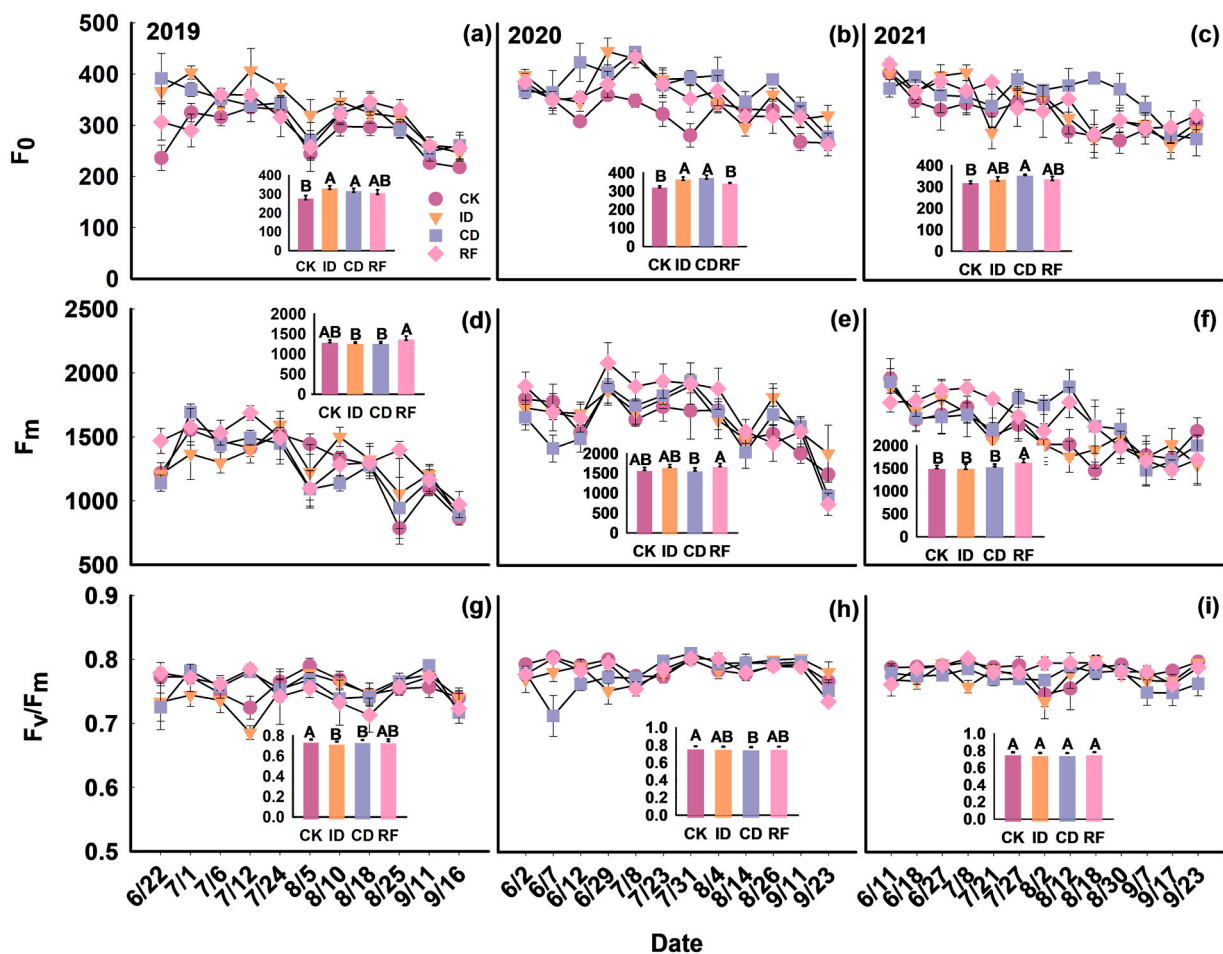 2019 (a)
2020 (b)
2021 (c)
F0
500
400
300
200
100
0
B A A AB
400
300
200
100
0
CK ID CD RF
CK
ID
CD
RF
B A A B
400
300
200
100
0
CK ID CD RF
B AB A AB
400
300
200
100
0
CK ID CD RF
(d)
(e)
(f)
Fm
2500
2000
1500
1000
500
AB B B A
2000
1500
1000
500
0
CK ID CD RF
AB AB B A
2000
1500
1000
500
0
CK ID CD RF
B B B A
2000
1500
1000
500
0
CK ID CD RF
(g)
(h)
(i)
Fv/Fm
0.9
0.8
0.7
0.6
0.5
A B B AB
0.8
0.6
0.4
0.2
0.0
CK ID CD RF
A AB B AB
1.0
0.8
0.6
0.4
0.2
0.0
CK ID CD RF
A A A A
1.0
0.8
0.6
0.4
0.2
0.0
CK ID CD RF
6/22 7/1 7/6 7/12 7/24 8/5 8/10 8/18 8/25 9/11 9/16
6/2 6/7 6/12 6/29 7/8 7/23 7/31 8/4 8/14 8/26 9/11 9/23
6/11 6/18 6/27 7/8 7/21 7/27 8/2 8/12 8/18 8/30 9/7 9/17 9/23
Date